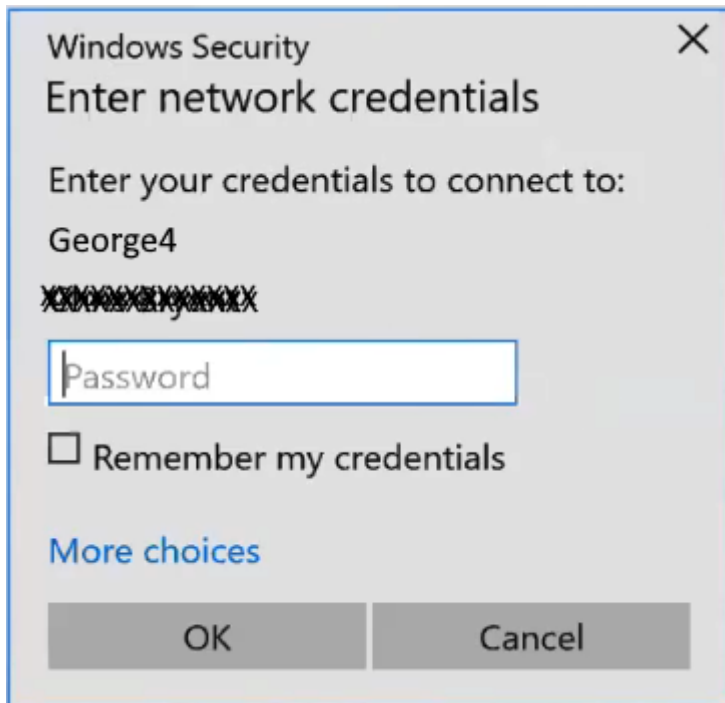 Windows Security
Enter network credentials
Enter your credentials to connect to:
George4
Password
Remember my credentials
More choices
OK
Cancel